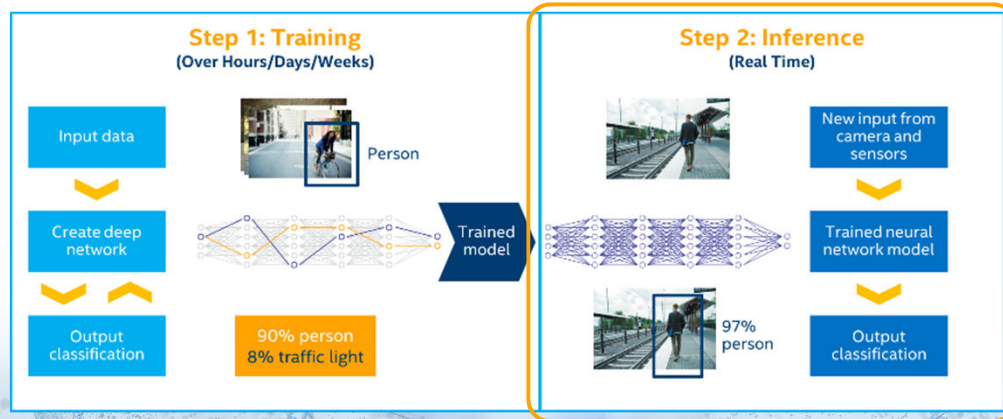 Step 1: Training
(Over Hours/Days/Weeks)
Input data
Person
Create deep
network
Trained
model
Output
classification
90% person
8% traffic light
Step 2: Inference
(Real Time)
New input from
camera and
sensors
Trained neural
network model
97%
person
Output
classification